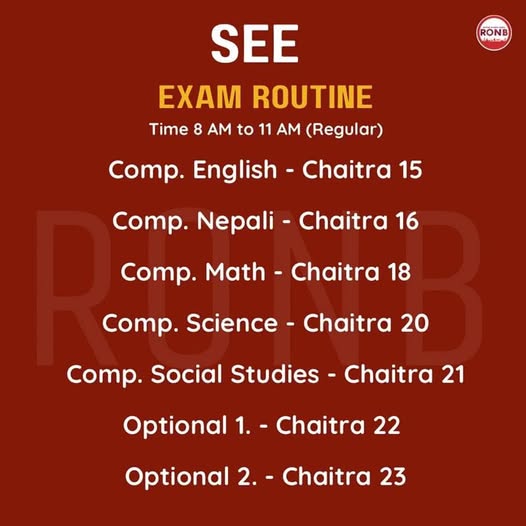 SEE
RONB
EXAM ROUTINE
Time 8 AM to 11 AM (Regular)
Comp. English - Chaitra 15
Comp. Nepali - Chaitra 16
Comp. Math - Chaitra 18
Comp. Science - Chaitra 20
Comp. Social Studies - Chaitra 21
Optional 1. - Chaitra 22
Optional 2. - Chaitra 23
RONB